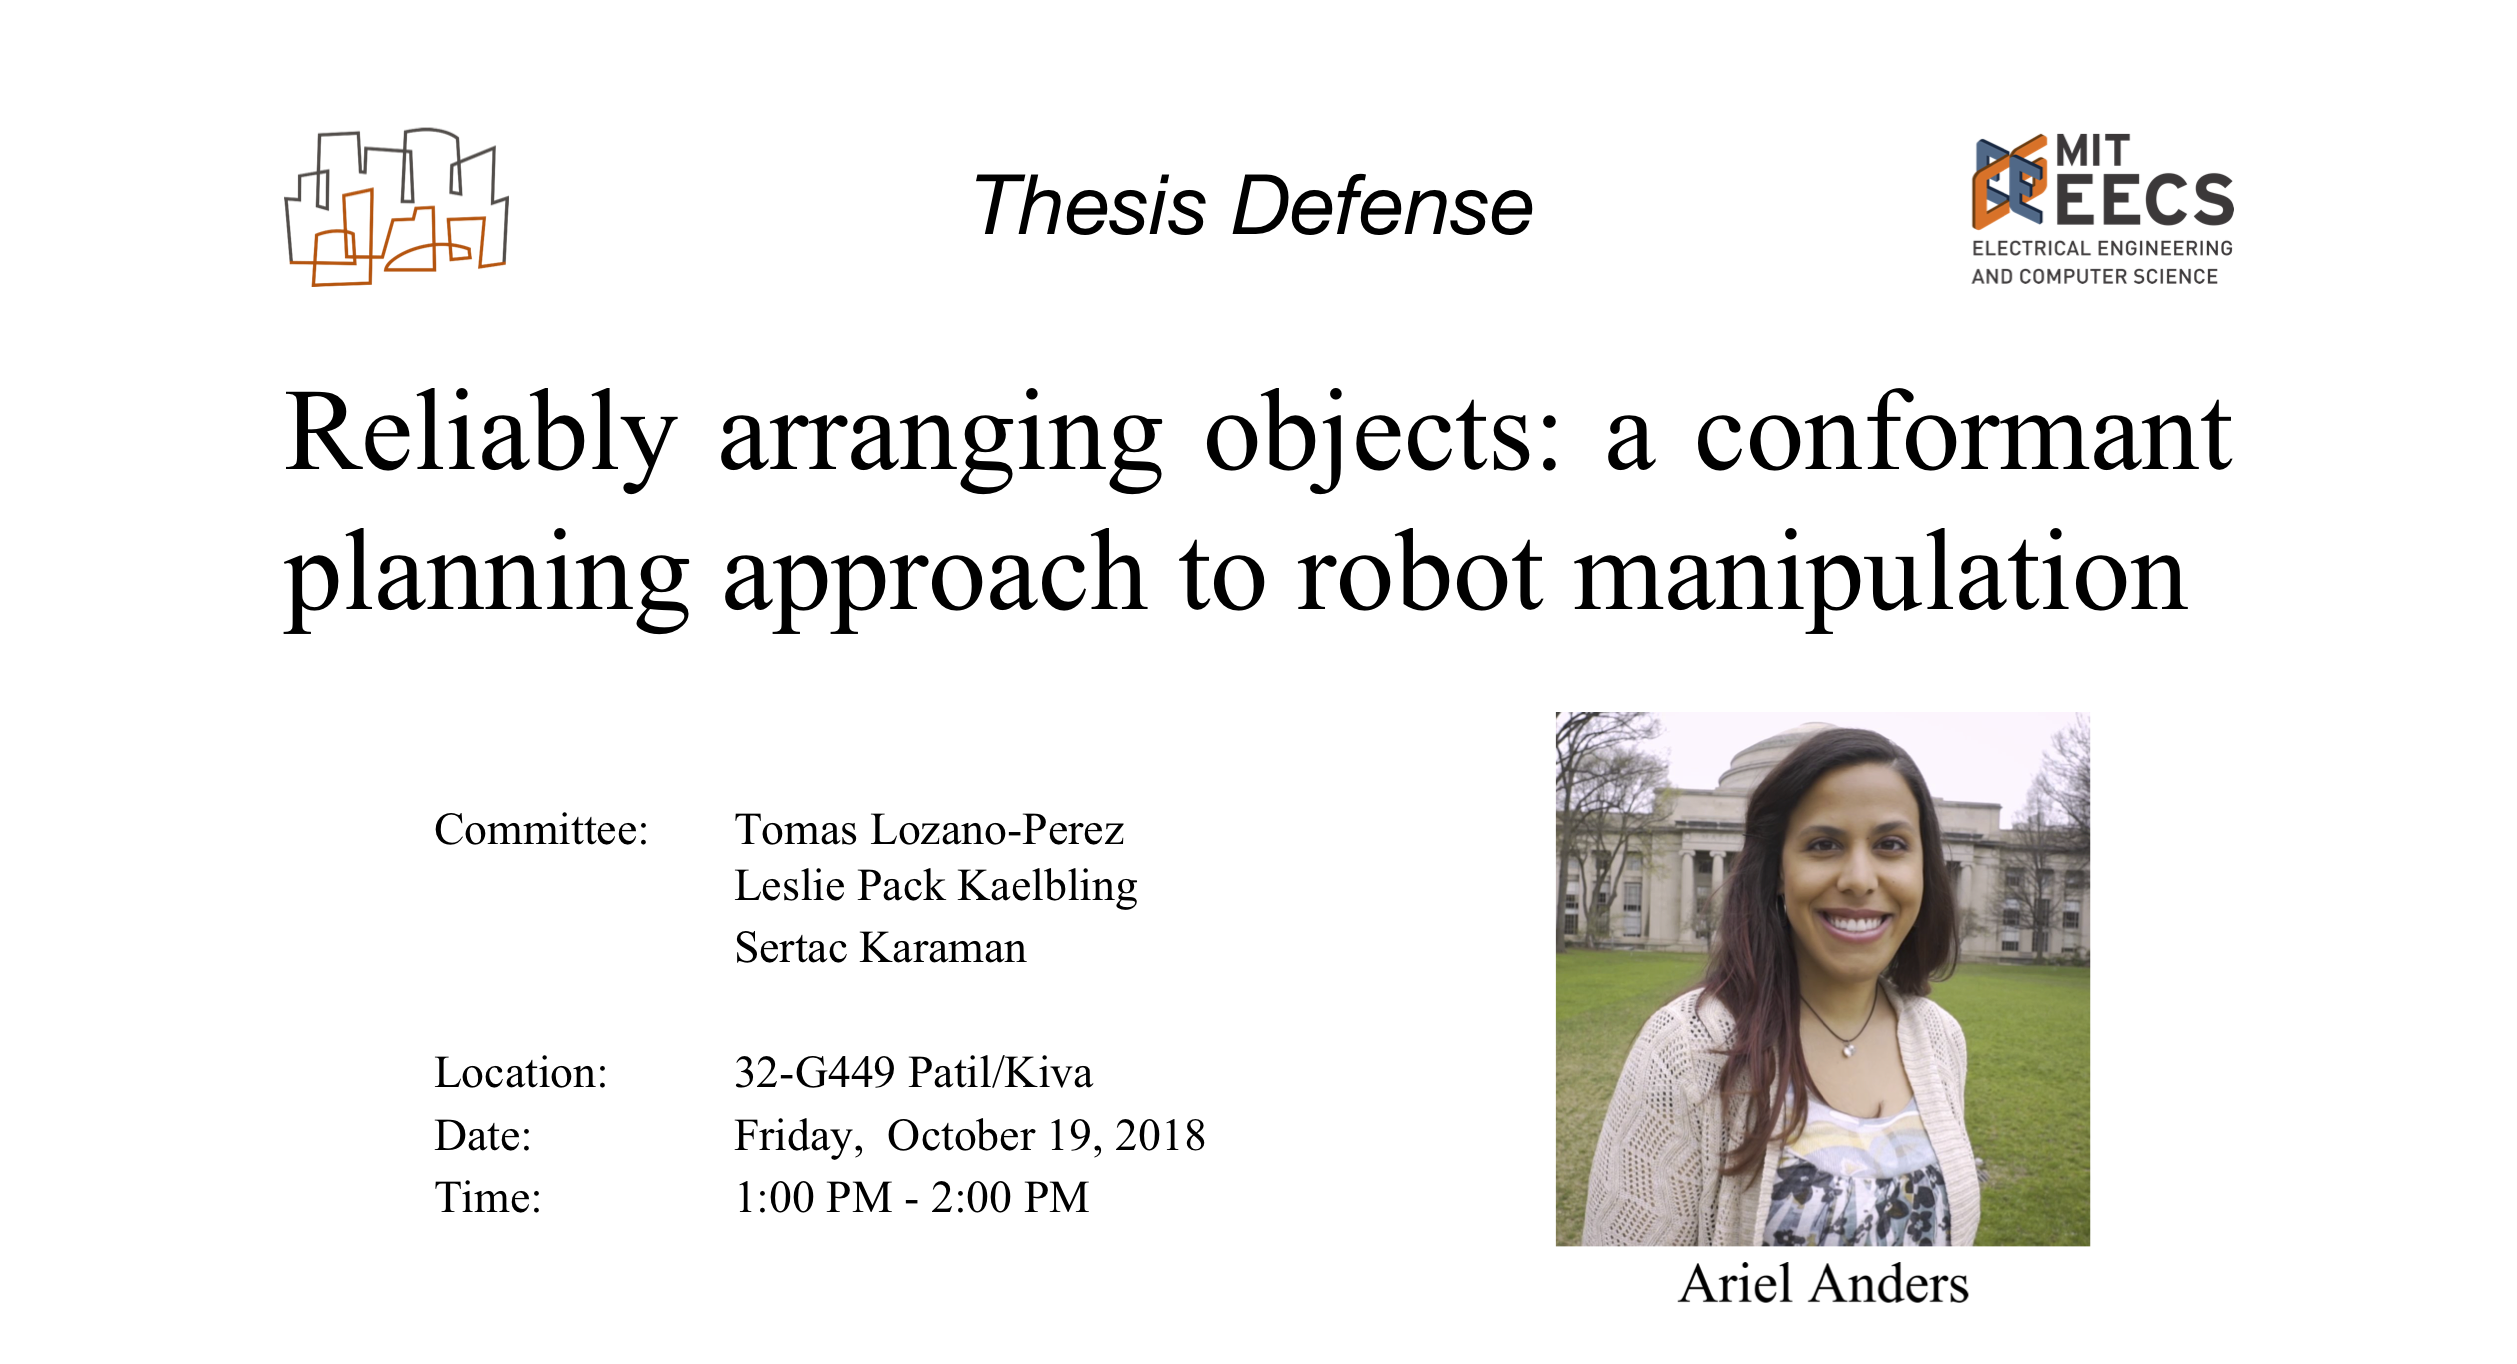 Thesis Defense
MIT
EECS
ELECTRICAL ENGINEERING
AND COMPUTER SCIENCE
Reliably arranging objects: a conformant
planning approach to robot manipulation
Committee: Tomas Lozano-Perez
Leslie Pack Kaelbling
Sertac Karaman
Location: 32-G449 Patil/Kiva
Date: Friday, October 19, 2018
Time: 1:00 PM - 2:00 PM
Ariel Anders